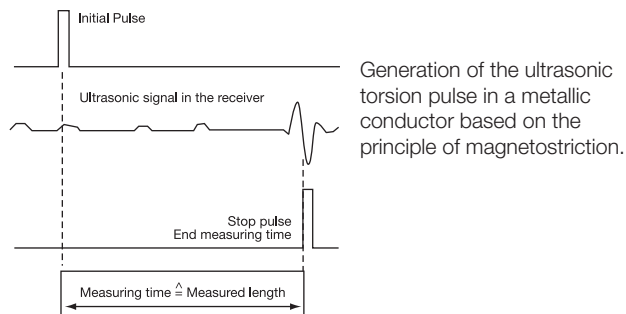 Initial Pulse
Ultrasonic signal in the receiver
Stop pulse
End measuring time
Measuring time ≙ Measured length
Generation of the ultrasonic
torsion pulse in a metallic
conductor based on the
principle of magnetostriction.